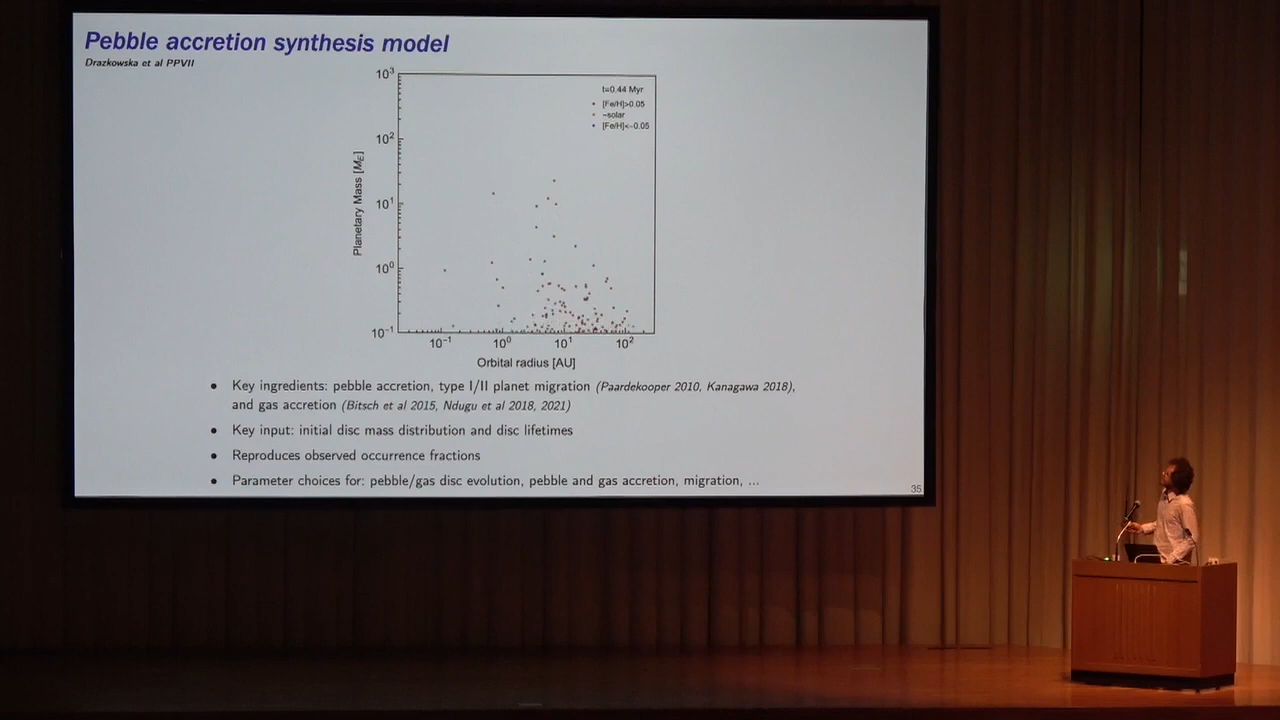 Pebble accretion synthesis model
Drazkowska et al PPVII
10³
t=0.44 Myr
[Fe/H]>0.05
~solar
[Fe/H]<-0.05
10²
Planetary Mass [M_E]
10¹
10⁰
10⁻¹
10⁻¹ 10⁰ 10¹ 10²
Orbital radius [AU]
• Key ingredients: pebble accretion, type I/II planet migration (Paardekooper 2010, Kanagawa 2018),
and gas accretion (Bitsch et al 2015, Ndugu et al 2018, 2021)
• Key input: initial disc mass distribution and disc lifetimes
• Reproduces observed occurrence fractions
• Parameter choices for: pebble/gas disc evolution, pebble and gas accretion, migration, ...
35